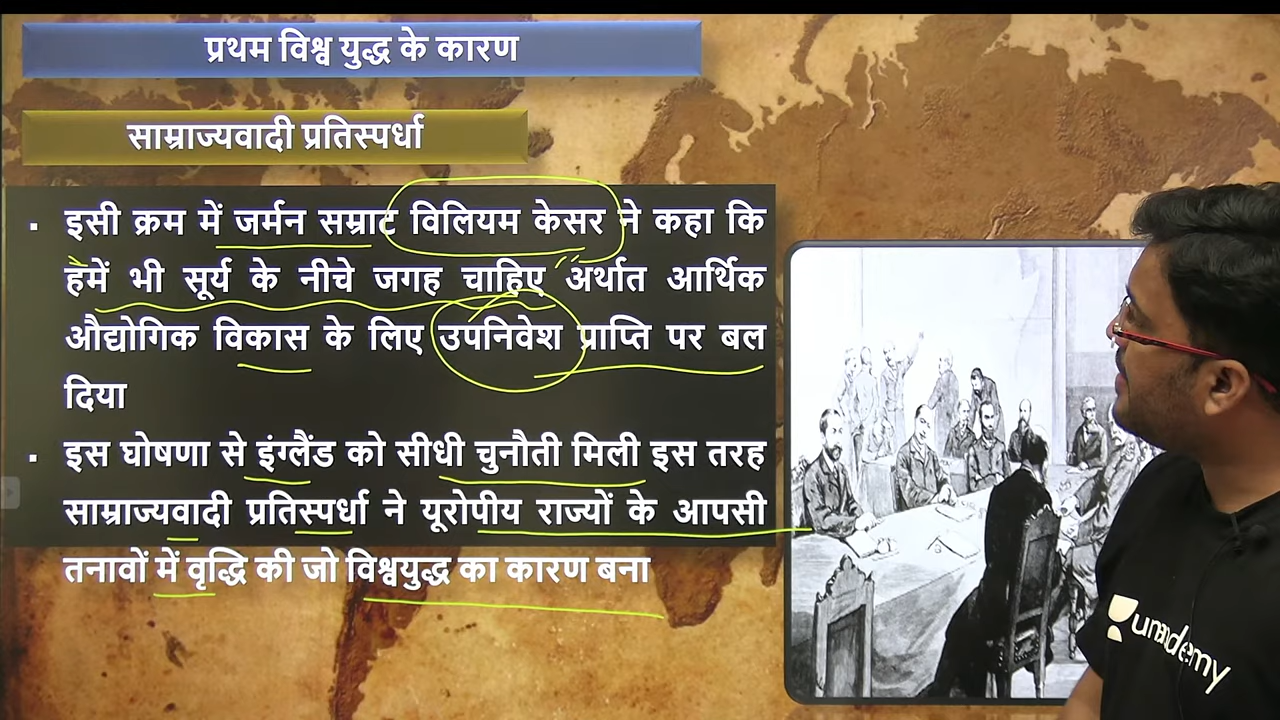 प्रथम विश्व युद्ध के कारण
साम्राज्यवादी प्रतिस्पर्धा
▪ इसी क्रम में जर्मन सम्राट विलियम केसर ने कहा कि
हमें भी सूर्य के नीचे जगह चाहिए अर्थात आर्थिक
औद्योगिक विकास के लिए उपनिवेश प्राप्ति पर बल
दिया
▪ इस घोषणा से इंग्लैंड को सीधी चुनौती मिली इस तरह
साम्राज्यवादी प्रतिस्पर्धा ने यूरोपीय राज्यों के आपसी
तनावों में वृद्धि की जो विश्वयुद्ध का कारण बना
unademy